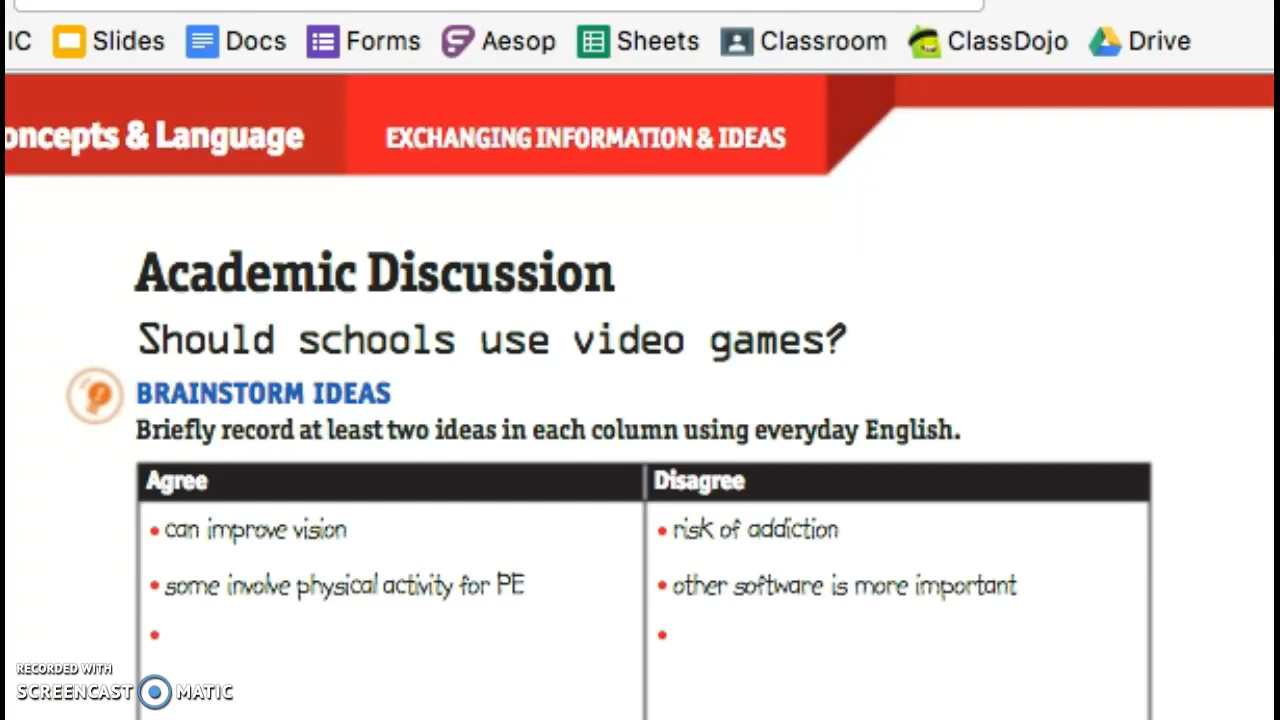 IC Slides Docs Forms Aesop Sheets Classroom ClassDojo Drive
oncepts & Language EXCHANGING INFORMATION & IDEAS
Academic Discussion
Should schools use video games?
BRAINSTORM IDEAS
Briefly record at least two ideas in each column using everyday English.
Agree Disagree
• can improve vision • risk of addiction
• some involve physical activity for PE • other software is more important
• •
RECORDED WITH
SCREENCAST MATIC